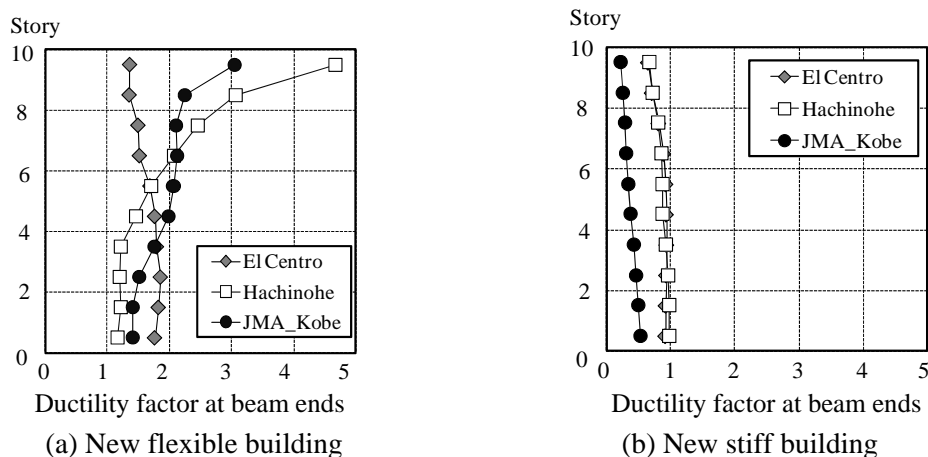 Story
10
8
6
4
2
0
0 1 2 3 4 5
El Centro
Hachinohe
JMA_Kobe
Ductility factor at beam ends
(a) New flexible building
Story
10
8
6
4
2
0
0 1 2 3 4 5
El Centro
Hachinohe
JMA_Kobe
Ductility factor at beam ends
(b) New stiff building